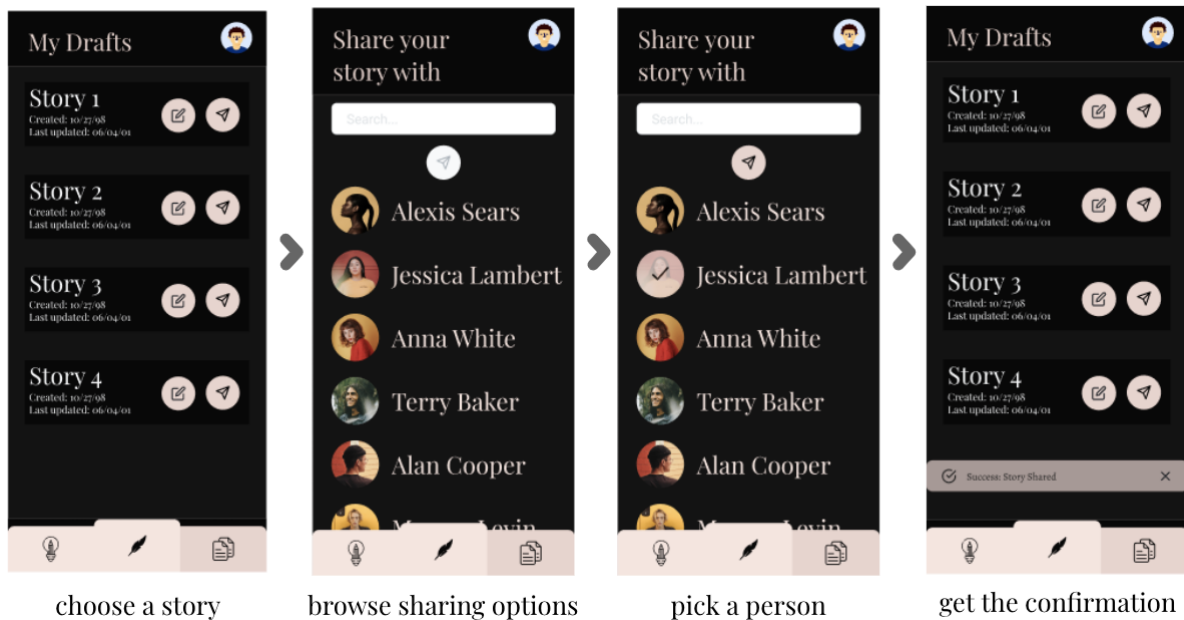 My Drafts
Story 1
Created: 10/27/98
Last updated: 06/04/01
Story 2
Created: 10/27/98
Last updated: 06/04/01
Story 3
Created: 10/27/98
Last updated: 06/04/01
Story 4
Created: 10/27/98
Last updated: 06/04/01
choose a story
Share your
story with
Search...
Alexis Sears
Jessica Lambert
Anna White
Terry Baker
Alan Cooper
Levin
browse sharing options
Share your
story with
Search...
Alexis Sears
Jessica Lambert
Anna White
Terry Baker
Alan Cooper
Levin
pick a person
My Drafts
Story 1
Created: 10/27/98
Last updated: 06/04/01
Story 2
Created: 10/27/98
Last updated: 06/04/01
Story 3
Created: 10/27/98
Last updated: 06/04/01
Story 4
Created: 10/27/98
Last updated: 06/04/01
Success: Story Shared
get the confirmation